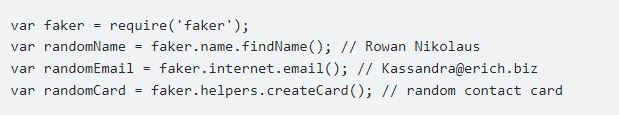 var faker = require('faker');
var randomName = faker.name.findName(); // Rowan Nikolaus
var randomEmail = faker.internet.email(); // Kassandra@erich.biz
var randomCard = faker.helpers.createCard(); // random contact card